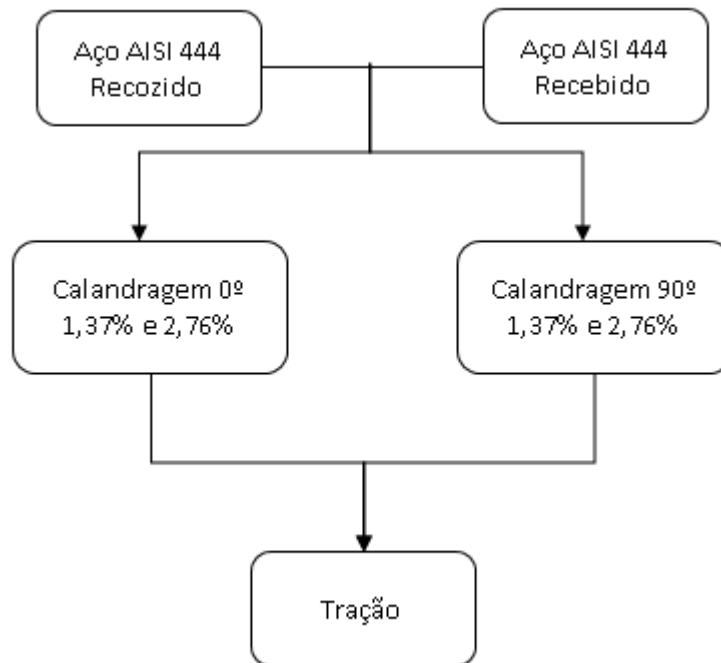 Aço AISI 444
Recozido
Aço AISI 444
Recebido
Calandragem 0º
1,37% e 2,76%
Calandragem 90º
1,37% e 2,76%
Tração